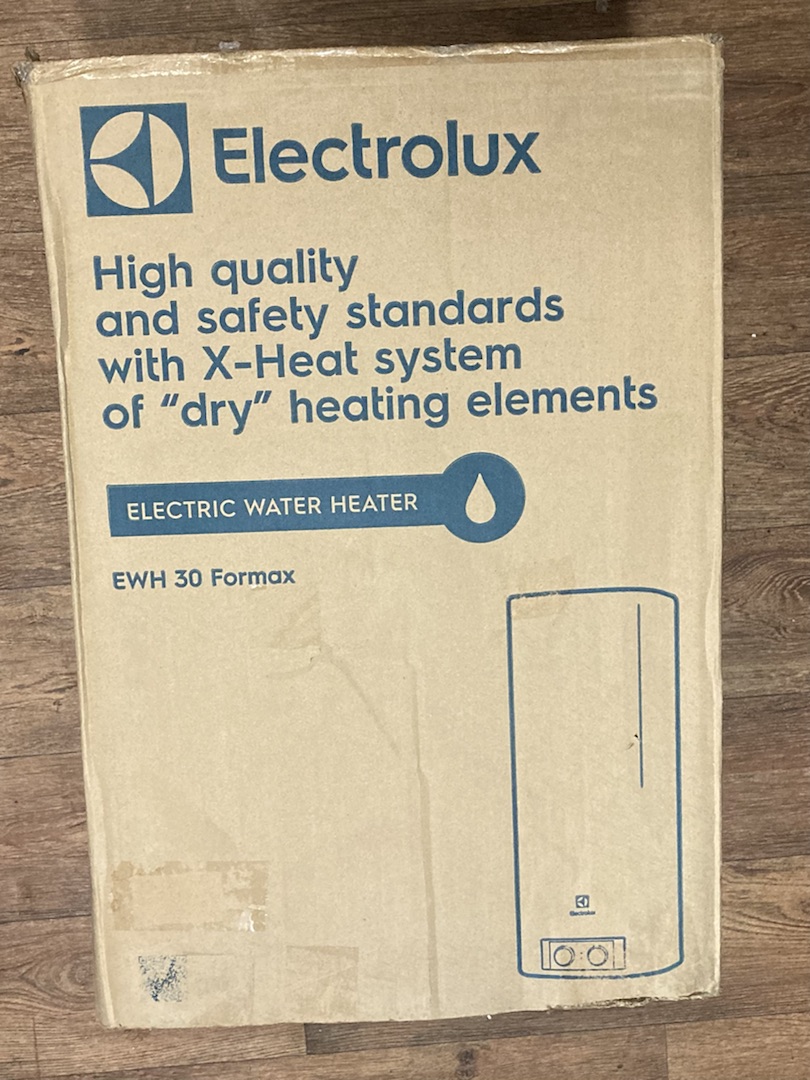 Electrolux
High quality
and safety standards
with X-Heat system
of “dry” heating elements
ELECTRIC WATER HEATER
EWH 30 Formax
Electrolux